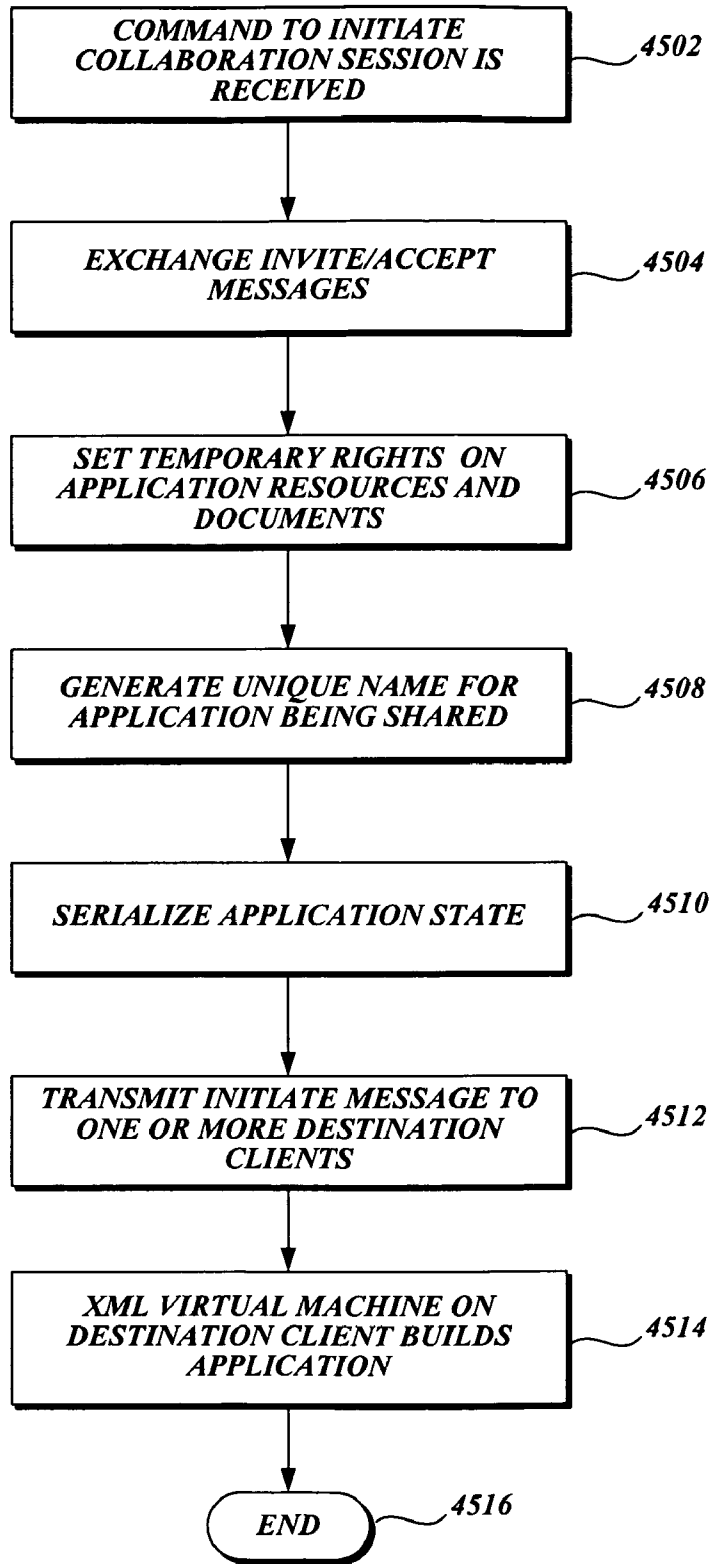 COMMAND TO INITIATE
COLLABORATION SESSION IS
RECEIVED
4502
EXCHANGE INVITE/ACCEPT
MESSAGES
4504
SET TEMPORARY RIGHTS ON
APPLICATION RESOURCES AND
DOCUMENTS
4506
GENERATE UNIQUE NAME FOR
APPLICATION BEING SHARED
4508
SERIALIZE APPLICATION STATE
4510
TRANSMIT INITIATE MESSAGE TO
ONE OR MORE DESTINATION
CLIENTS
4512
XML VIRTUAL MACHINE ON
DESTINATION CLIENT BUILDS
APPLICATION
4514
END
4516